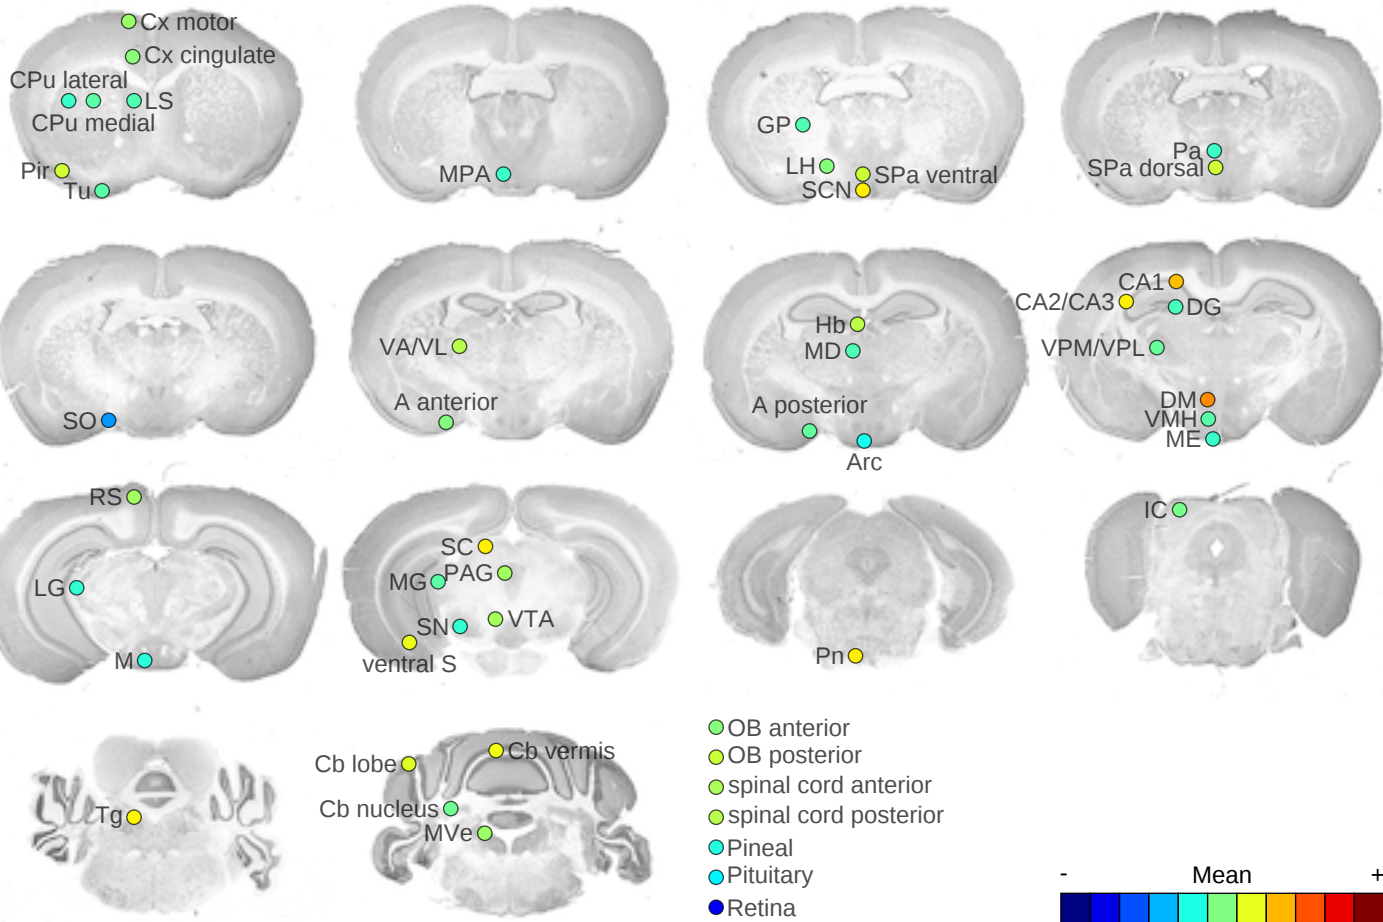 Cx motor
Cx cingulate
CPu lateral
LS
CPu medial
Pir
Tu
MPA
GP
LH
SPa ventral
SCN
Pa
SPa dorsal
SO
VA/VL
A anterior
Hb
MD
A posterior
Arc
CA1
CA2/CA3
DG
VPM/VPL
DM
VMH
ME
RS
LG
M
SC
PAG
MG
VTA
SN
ventral S
Pn
IC
Tg
Cb vermis
Cb lobe
Cb nucleus
MVe
OB anterior
OB posterior
spinal cord anterior
spinal cord posterior
Pineal
Pituitary
Retina
- Mean +